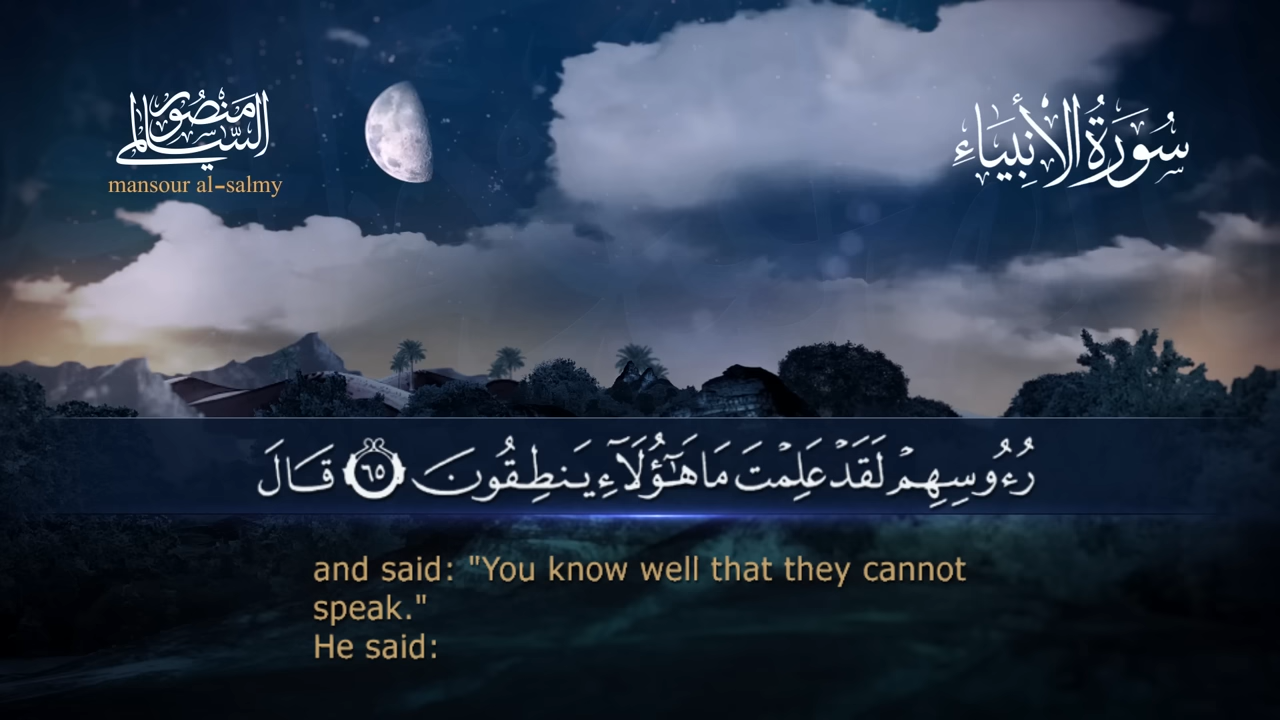 منصور السالمي
mansour al-salmy
سُورَةُ الأَنبِيَاءِ
رُءُوسِهِمْ لَقَدْ عَلِمْتَ مَا هَٰٓؤُلَآءِ يَنطِقُونَ ٦٥ قَالَ
and said: "You know well that they cannot
speak."
He said: